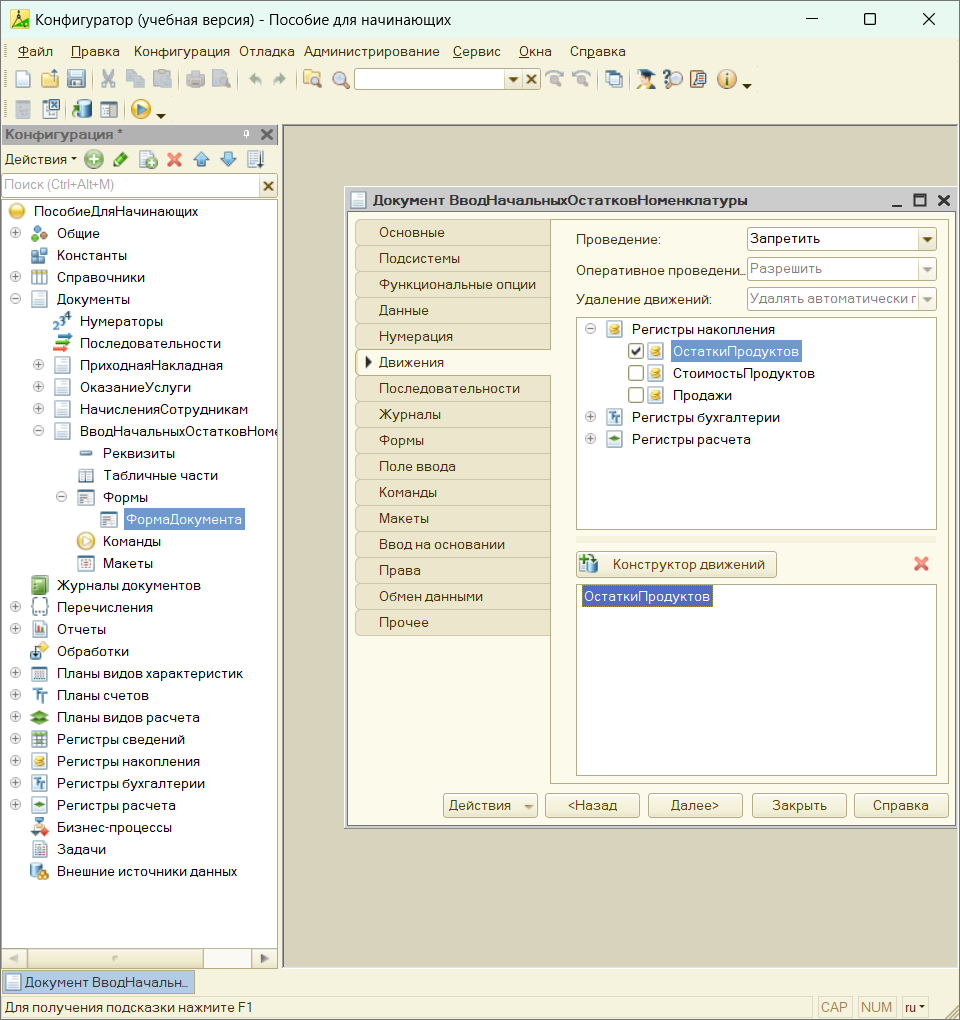 Конфигуратор (учебная версия) - Пособие для начинающих
Файл Правка Конфигурация Отладка Администрирование Сервис Окна Справка
Конфигурация *
Действия
Поиск (Ctrl+Alt+M)
ПособиеДляНачинающих
Общие
Константы
Справочники
Документы
Нумераторы
Последовательности
ПриходнаяНакладная
ОказаниеУслуги
НачисленияСотрудникам
ВводНачальныхОстатковНоме
Реквизиты
Табличные части
Формы
ФормаДокумента
Команды
Макеты
Журналы документов
Перечисления
Отчеты
Обработки
Планы видов характеристик
Планы счетов
Планы видов расчета
Регистры сведений
Регистры накопления
Регистры бухгалтерии
Регистры расчета
Бизнес-процессы
Задачи
Внешние источники данных
Документ ВводНачальныхОстатковНоменклатуры
Основные
Подсистемы
Функциональные опции
Данные
Нумерация
Движения
Последовательности
Журналы
Формы
Поле ввода
Команды
Макеты
Ввод на основании
Права
Обмен данными
Прочее
Проведение: Запретить
Оперативное проведени... Разрешить
Удаление движений: Удалять автоматически г
Регистры накопления
ОстаткиПродуктов
СтоимостьПродуктов
Продажи
Регистры бухгалтерии
Регистры расчета
Конструктор движений
ОстаткиПродуктов
Действия <Назад Далее> Закрыть Справка
Документ ВводНачальн...
Для получения подсказки нажмите F1 CAP NUM ru